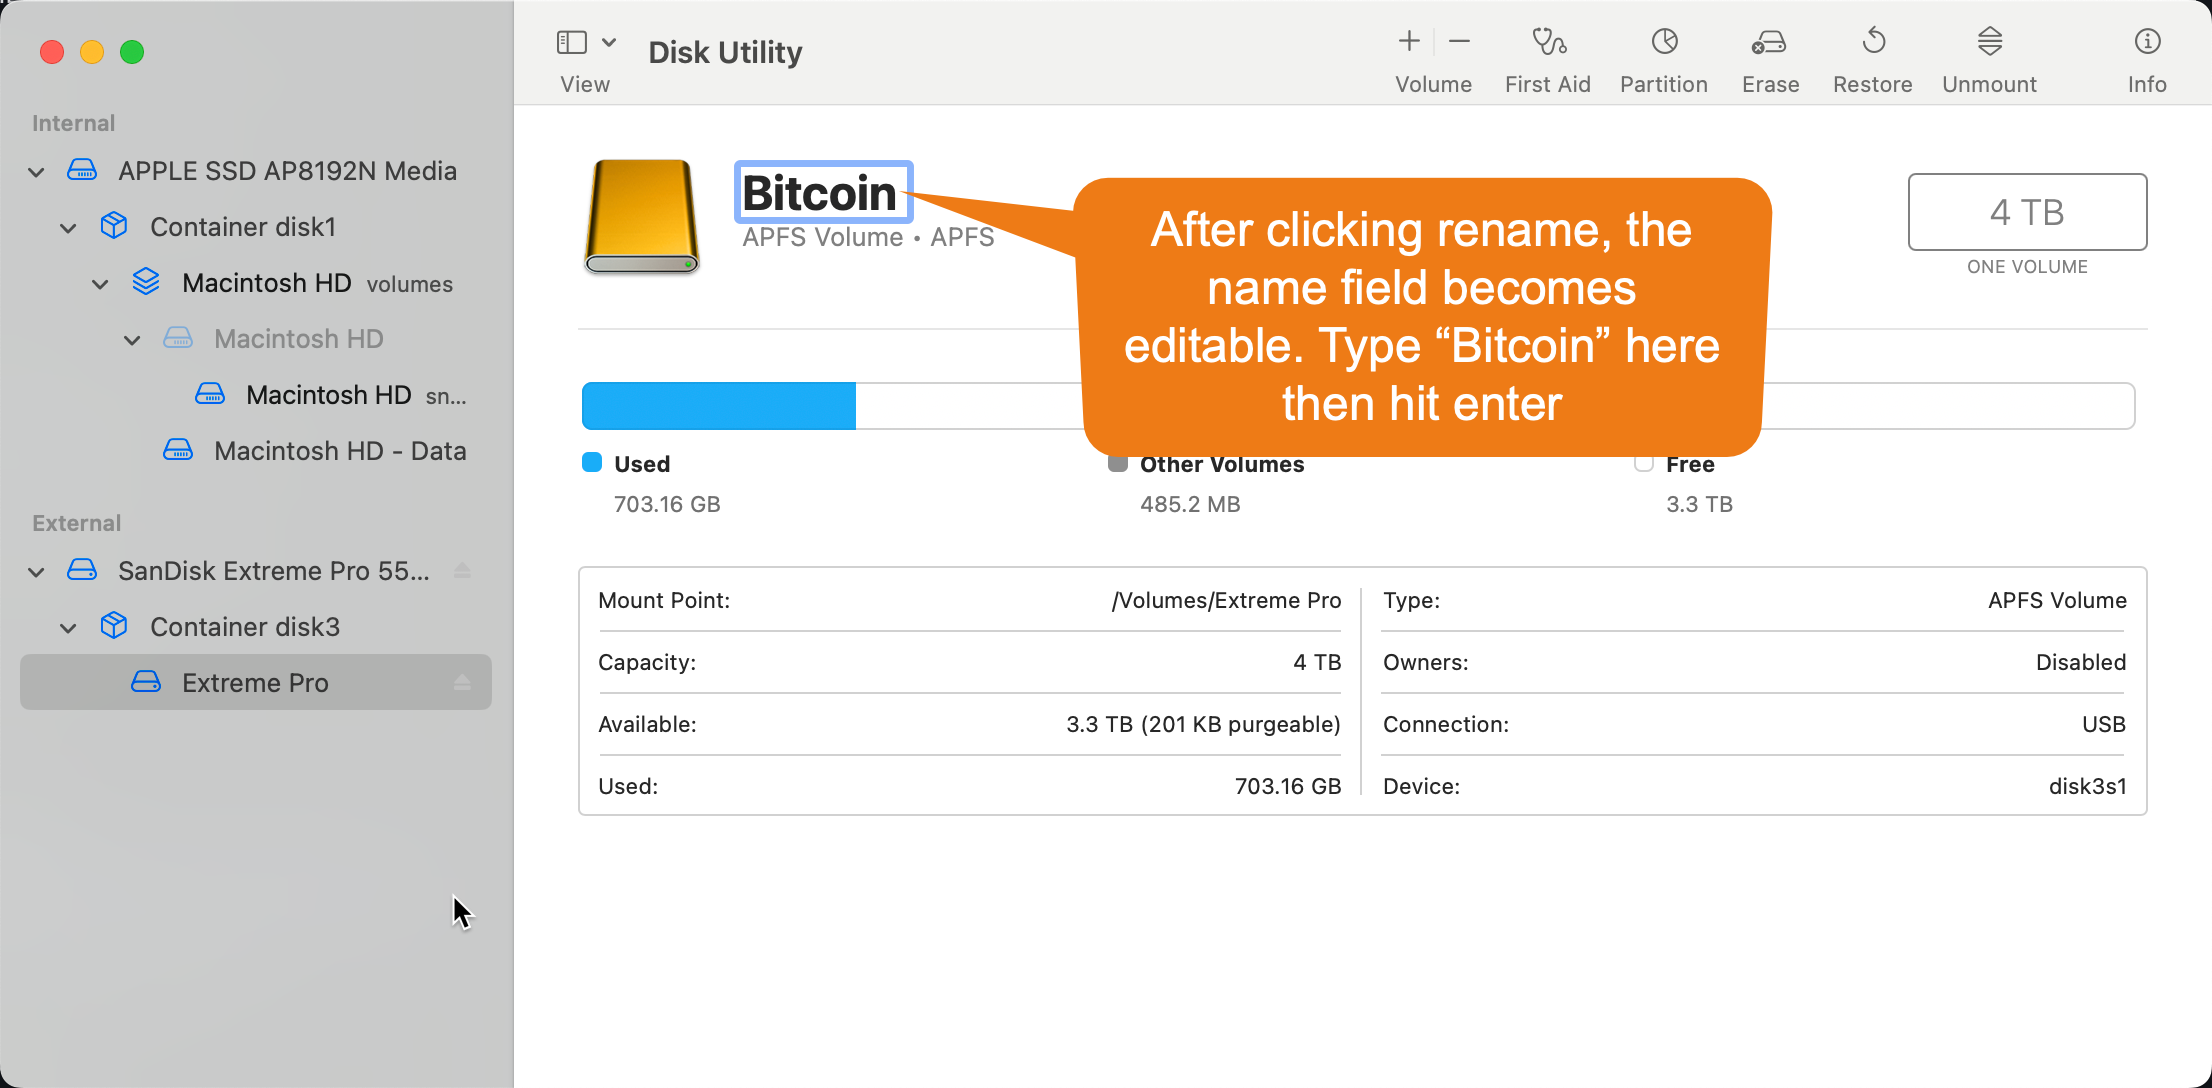 View
Disk Utility
Volume
First Aid
Partition
Erase
Restore
Unmount
Info
Internal
APPLE SSD AP8192N Media
Container disk1
Macintosh HD volumes
Macintosh HD
Macintosh HD sn...
Macintosh HD - Data
External
SanDisk Extreme Pro 55...
Container disk3
Extreme Pro
Bitcoin
APFS Volume • APFS
After clicking rename, the
name field becomes
editable. Type “Bitcoin” here
then hit enter
4 TB
ONE VOLUME
Used
703.16 GB
Other Volumes
485.2 MB
Free
3.3 TB
Mount Point: /Volumes/Extreme Pro
Capacity: 4 TB
Available: 3.3 TB (201 KB purgeable)
Used: 703.16 GB
Type: APFS Volume
Owners: Disabled
Connection: USB
Device: disk3s1